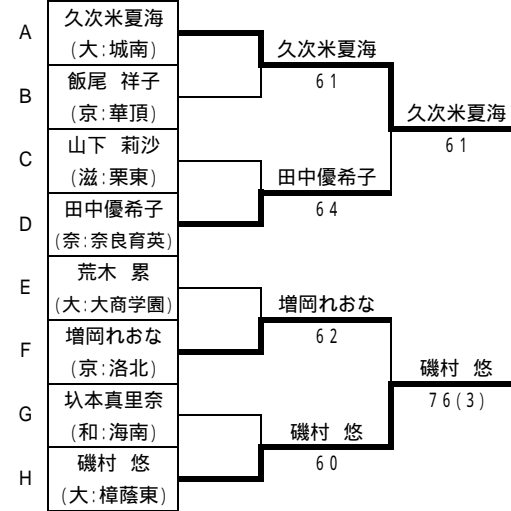 A
久次米夏海
(大:城南)
B
飯尾 祥子
(京:華頂)
C
山下 莉沙
(滋:栗東)
D
田中優希子
(奈:奈良育英)
E
荒木 累
(大:大商学園)
F
増岡れおな
(京:洛北)
G
圦本真里奈
(和:海南)
H
磯村 悠
(大:樟蔭東)
久次米夏海
61
田中優希子
64
増岡れおな
62
磯村 悠
60
久次米夏海
61
磯村 悠
76(3)